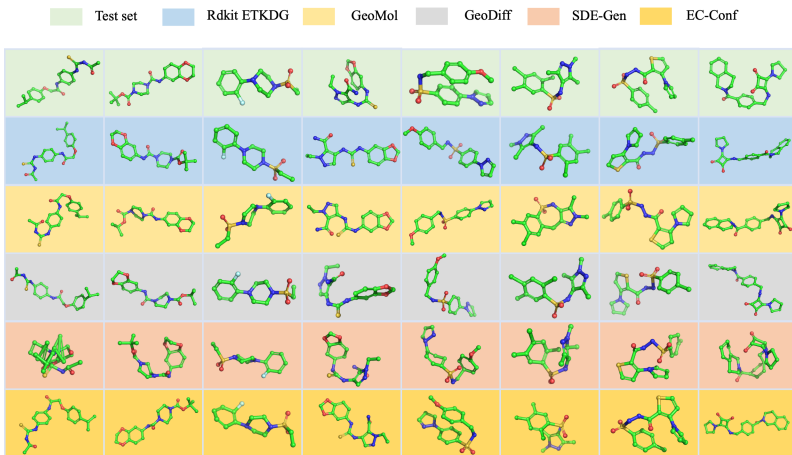 Test set
Rdkit ETKDG
GeoMol
GeoDiff
SDE-Gen
EC-Conf